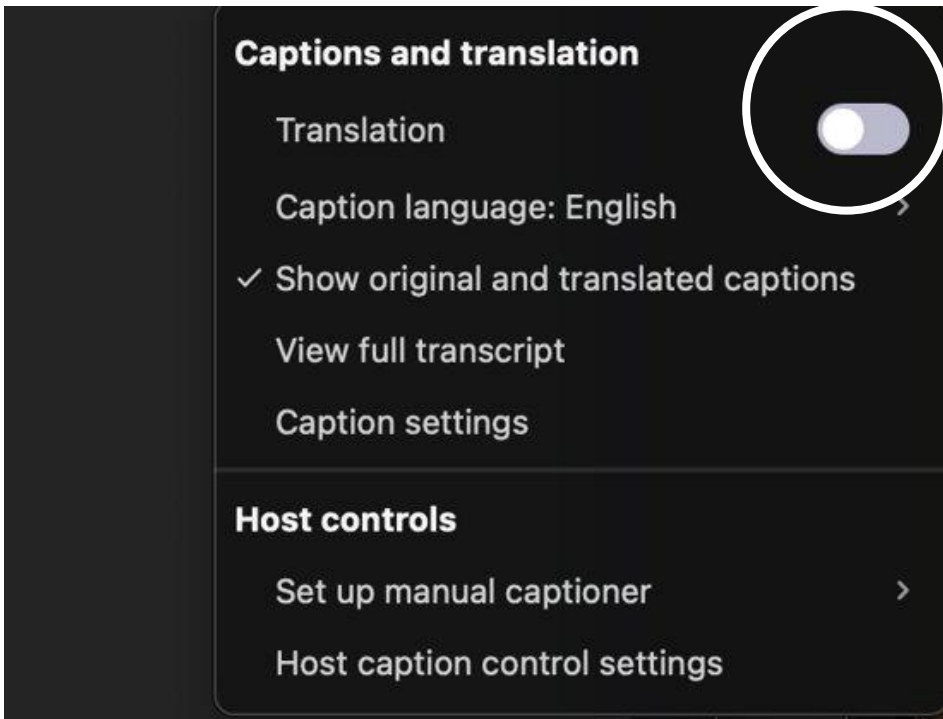 Captions and translation
Translation
Caption language: English
Show original and translated captions
View full transcript
Caption settings
Host controls
Set up manual captioner
Host caption control settings